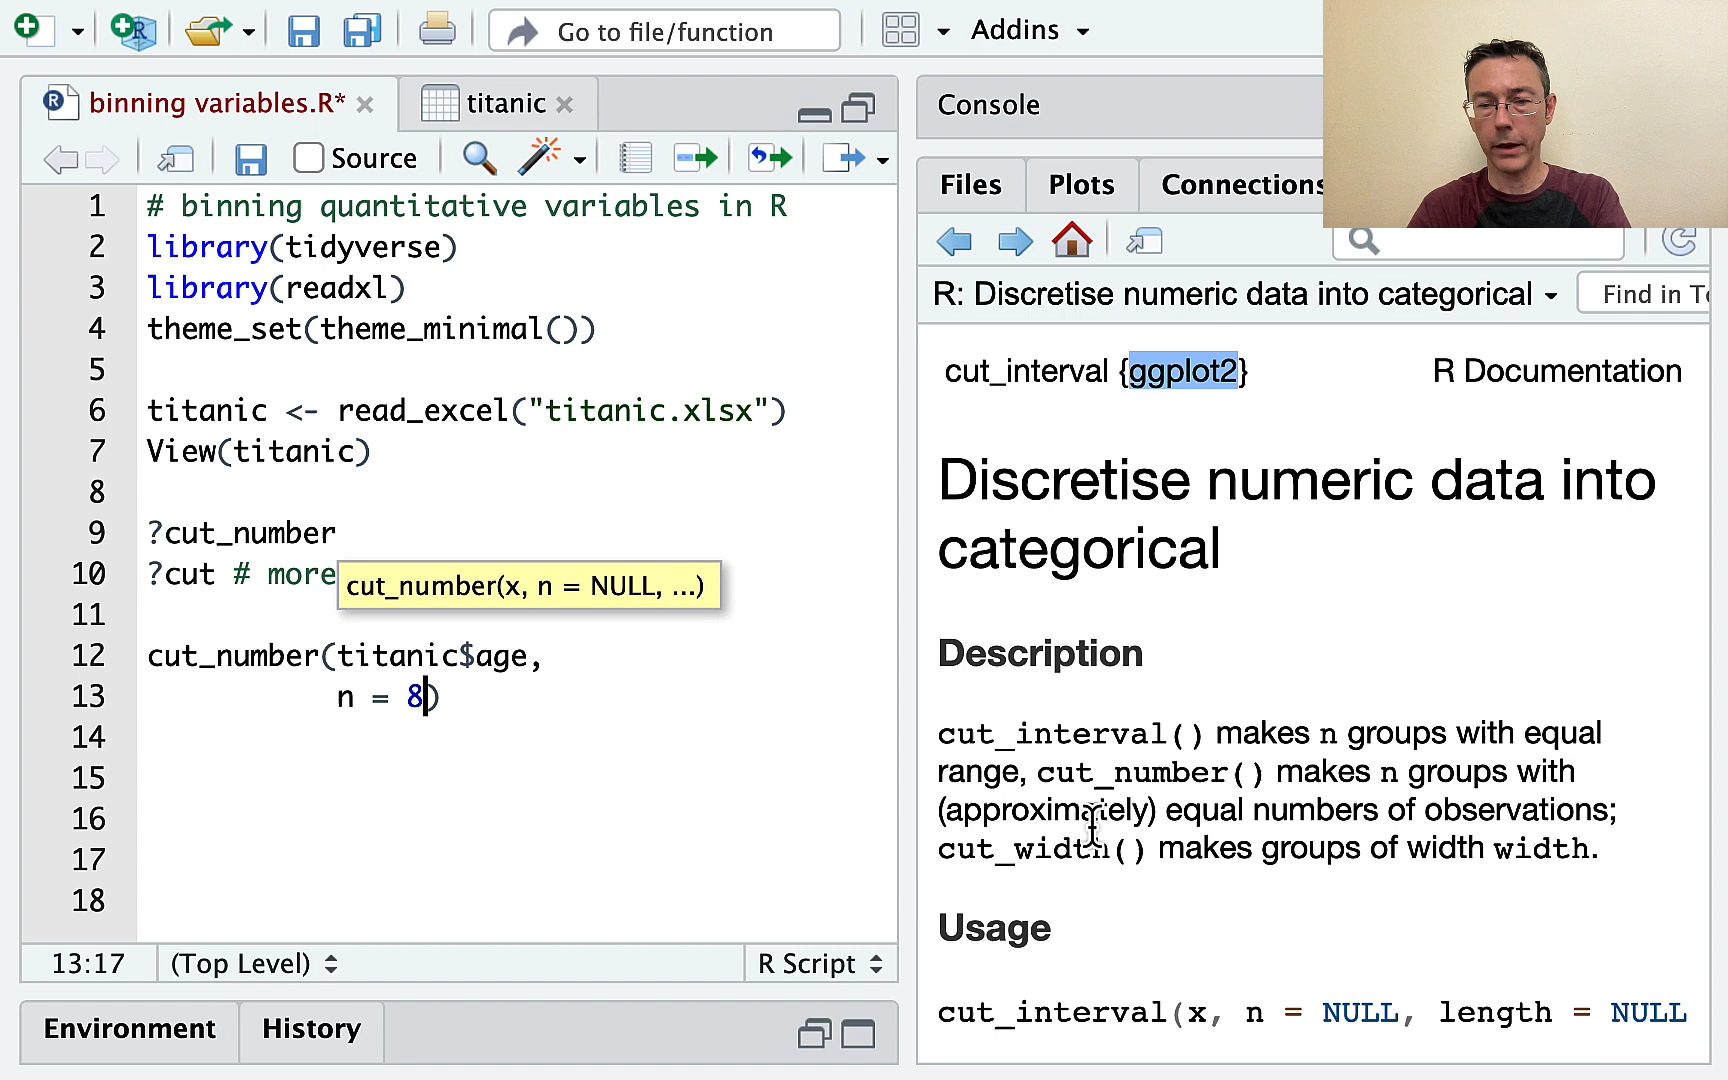 Go to file/function
Addins
binning variables.R*
titanic
Source
1 # binning quantitative variables in R
2 library(tidyverse)
3 library(readxl)
4 theme_set(theme_minimal())
5
6 titanic <- read_excel("titanic.xlsx")
7 View(titanic)
8
9 ?cut_number
10 ?cut # more
cut_number(x, n = NULL, ...)
11
12 cut_number(titanic$age,
13 n = 8)
14
15
16
17
18
13:17 (Top Level) R Script
Environment History
Console
Files Plots Connections
R: Discretise numeric data into categorical
Find in
cut_interval {ggplot2} R Documentation
Discretise numeric data into
categorical
Description
cut_interval() makes n groups with equal
range, cut_number() makes n groups with
(approximately) equal numbers of observations;
cut_width() makes groups of width width.
Usage
cut_interval(x, n = NULL, length = NULL